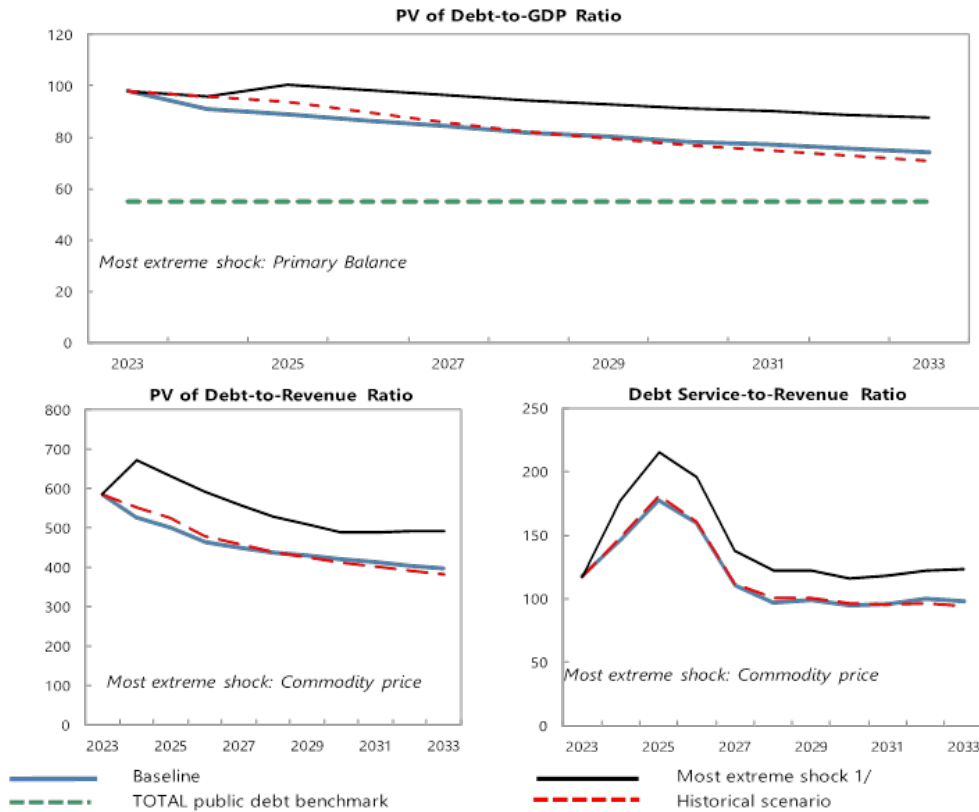 PV of Debt-to-GDP Ratio
120
100
80
60
40
20
0
Most extreme shock: Primary Balance
2023 2025 2027 2029 2031 2033
PV of Debt-to-Revenue Ratio
800
700
600
500
400
300
200
100
0
Most extreme shock: Commodity price
2023 2025 2027 2029 2031 2033
Debt Service-to-Revenue Ratio
250
200
150
100
50
0
Most extreme shock: Commodity price
2023 2025 2027 2029 2031 2033
Baseline
Most extreme shock 1/
TOTAL public debt benchmark
Historical scenario